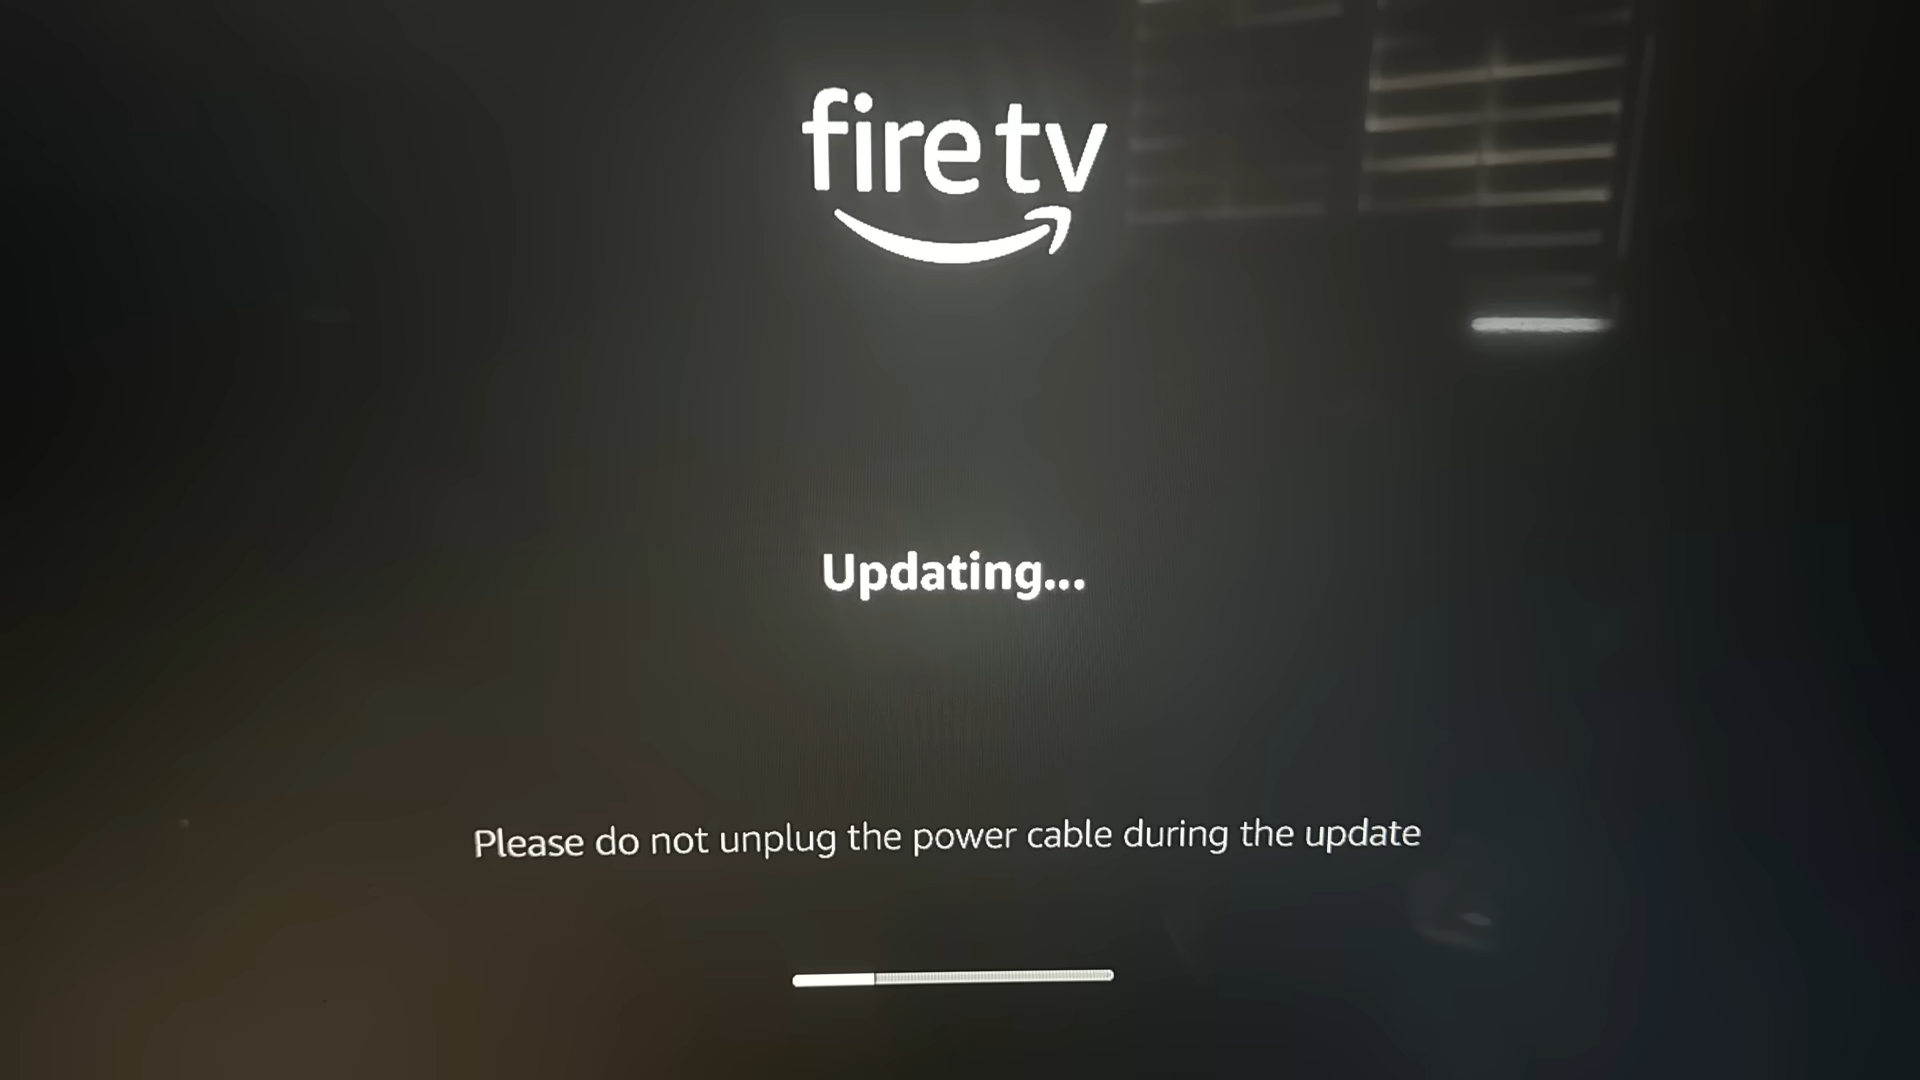 fire tv
Updating...
Please do not unplug the power cable during the update